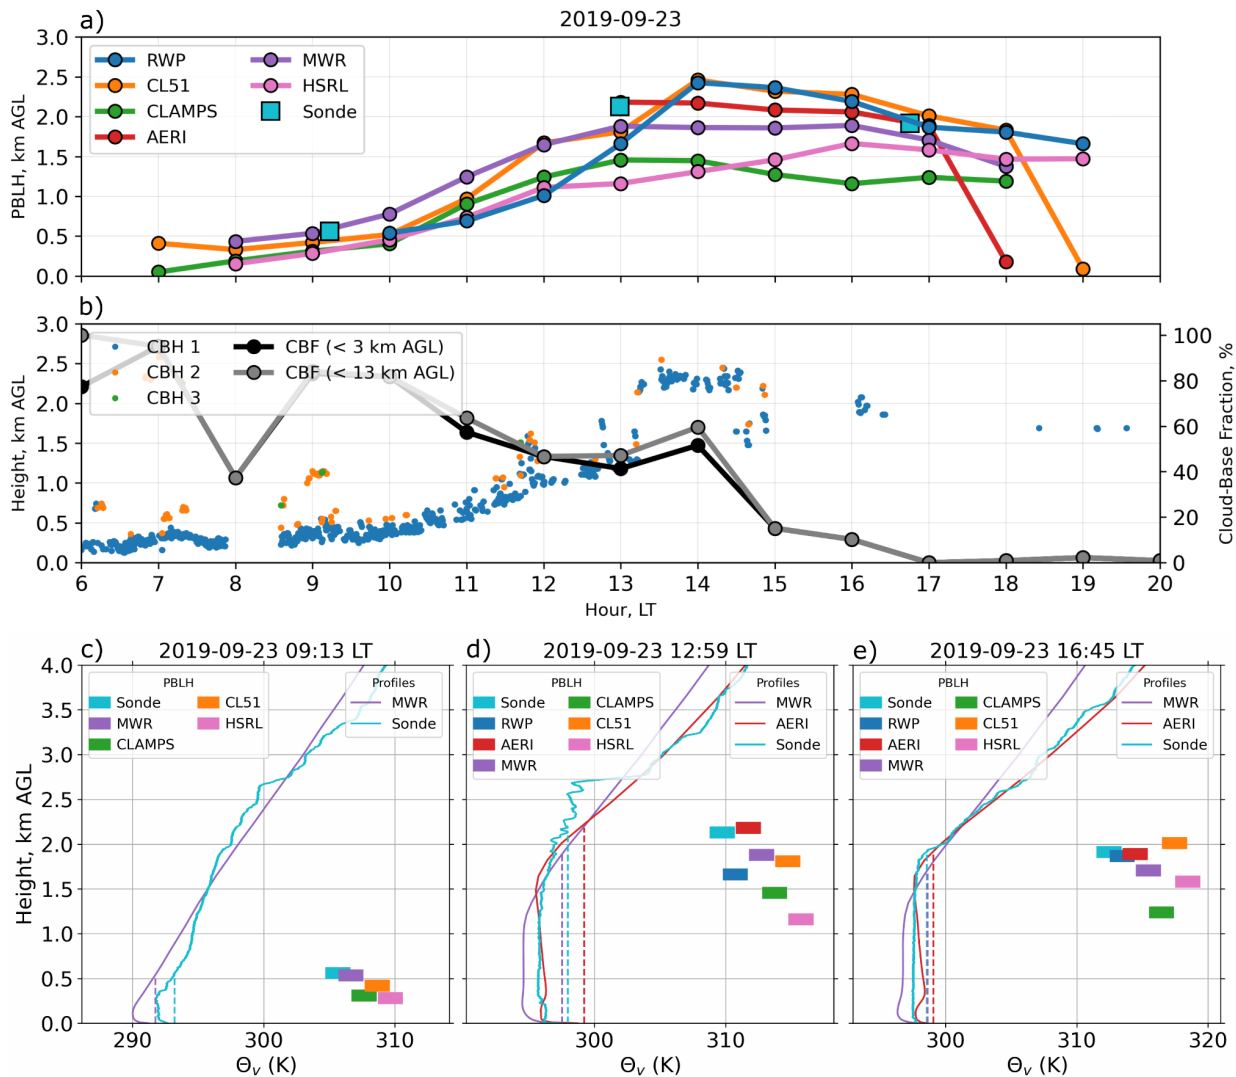 a)
2019-09-23
PBLH, km AGL
3.0
2.5
2.0
1.5
1.0
0.5
0.0
RWP
CL51
CLAMPS
AERI
MWR
HSRL
Sonde
b)
Height, km AGL
3.0
2.5
2.0
1.5
1.0
0.5
0.0
CBH 1
CBH 2
CBH 3
CBF (< 3 km AGL)
CBF (< 13 km AGL)
100
80
60
40
20
0
Cloud-Base Fraction, %
6 7 8 9 10 11 12 13 14 15 16 17 18 19 20
Hour, LT
c)
2019-09-23 09:13 LT
Height, km AGL
4.0
3.5
3.0
2.5
2.0
1.5
1.0
0.5
0.0
PBLH
Sonde
MWR
CLAMPS
CL51
HSRL
Profiles
MWR
Sonde
290 300 310
Θv (K)
d)
2019-09-23 12:59 LT
PBLH
Sonde
RWP
AERI
MWR
CLAMPS
CL51
HSRL
Profiles
MWR
AERI
Sonde
300 310
Θv (K)
e)
2019-09-23 16:45 LT
PBLH
Sonde
RWP
AERI
MWR
CLAMPS
CL51
HSRL
Profiles
MWR
AERI
Sonde
300 310 320
Θv (K)